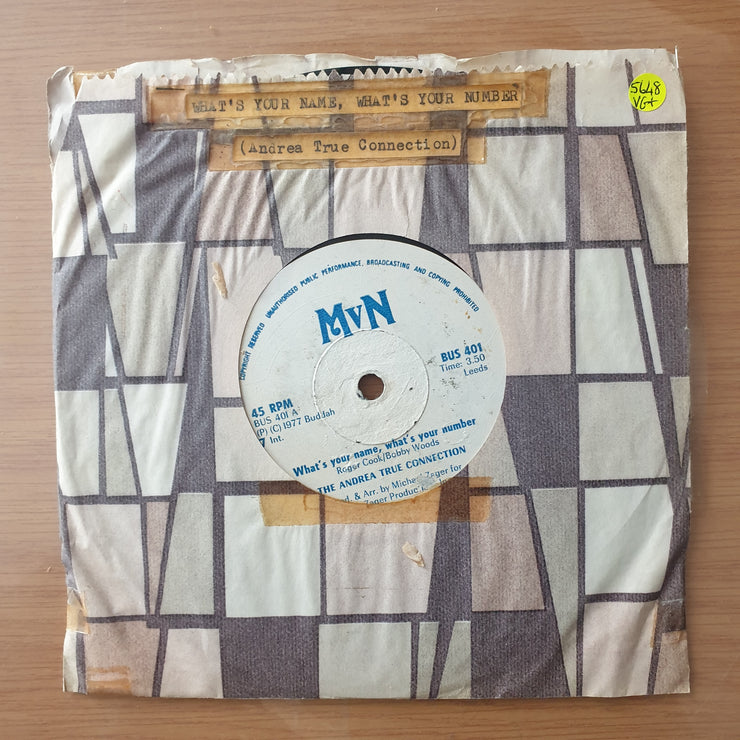 WHAT'S YOUR NAME, WHAT'S YOUR NUMBER
(Andrea True Connection)
5648
VG+
COPYRIGHT RESERVED UNAUTHORISED PUBLIC PERFORMANCE, BROADCASTING AND COPYING PROHIBITED
MvN
BUS 401
Time: 3.50
Leeds
45 RPM
BUS 401 A
(P) (C) 1977 Buddah
Int.
What's your name, what's your number
Roger Cook/Bobby Woods
THE ANDREA TRUE CONNECTION
& Arr. by Michael Zager for
Zager